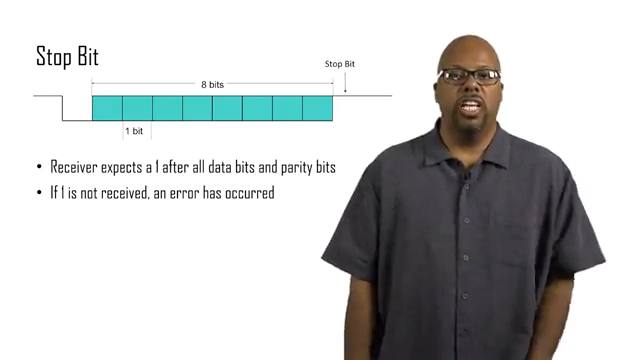 Stop Bit
Stop Bit
8 bits
1 bit
• Receiver expects a 1 after all data bits and parity bits
• If 1 is not received, an error has occurred